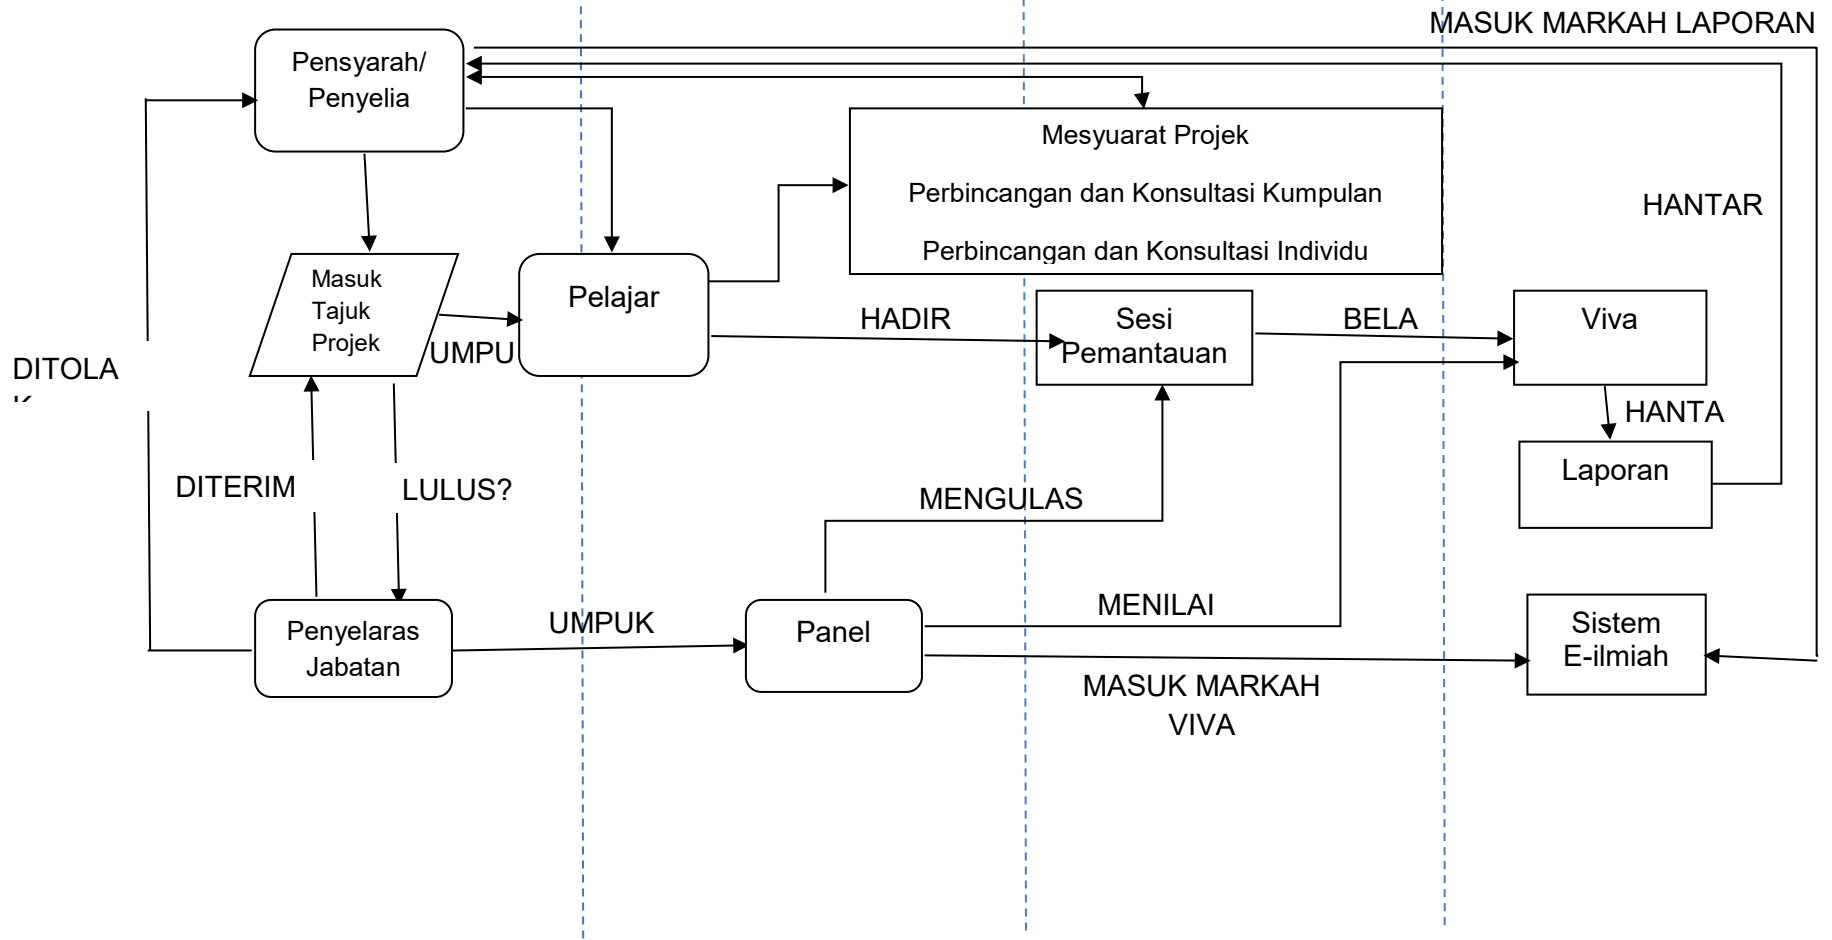 MASUK MARKAH LAPORAN
Pensyarah/
Penyelia
Mesyuarat Projek
Perbincangan dan Konsultasi Kumpulan
Perbincangan dan Konsultasi Individu
HANTAR
Masuk
Tajuk
Projek
UMPU
Pelajar
HADIR
Sesi
Pemantauan
BELA
Viva
DITOLA
HANTA
Laporan
DITERIM
LULUS?
MENGULAS
Penyelaras
Jabatan
UMPUK
Panel
MENILAI
MASUK MARKAH
VIVA
Sistem
E-ilmiah